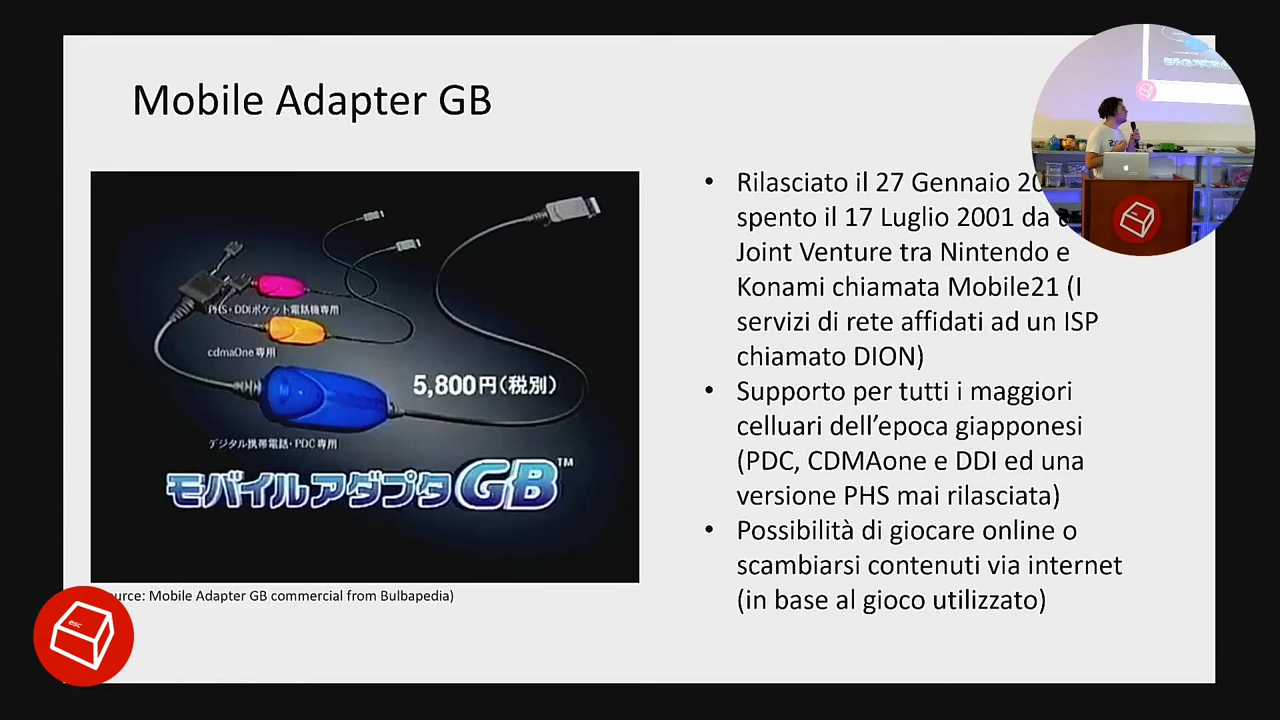 Mobile Adapter GB
PHS・DDIポケット電話機専用
cdmaOne専用
5,800円(税別)
デジタル携帯電話・PDC専用
モバイルアダプタGB™
ource: Mobile Adapter GB commercial from Bulbapedia)
• Rilasciato il 27 Gennaio
spento il 17 Luglio 2001 da
Joint Venture tra Nintendo e
Konami chiamata Mobile21 (I
servizi di rete affidati ad un ISP
chiamato DION)
• Supporto per tutti i maggiori
celluari dell’epoca giapponesi
(PDC, CDMAone e DDI ed una
versione PHS mai rilasciata)
• Possibilità di giocare online o
scambiarsi contenuti via internet
(in base al gioco utilizzato)
esc